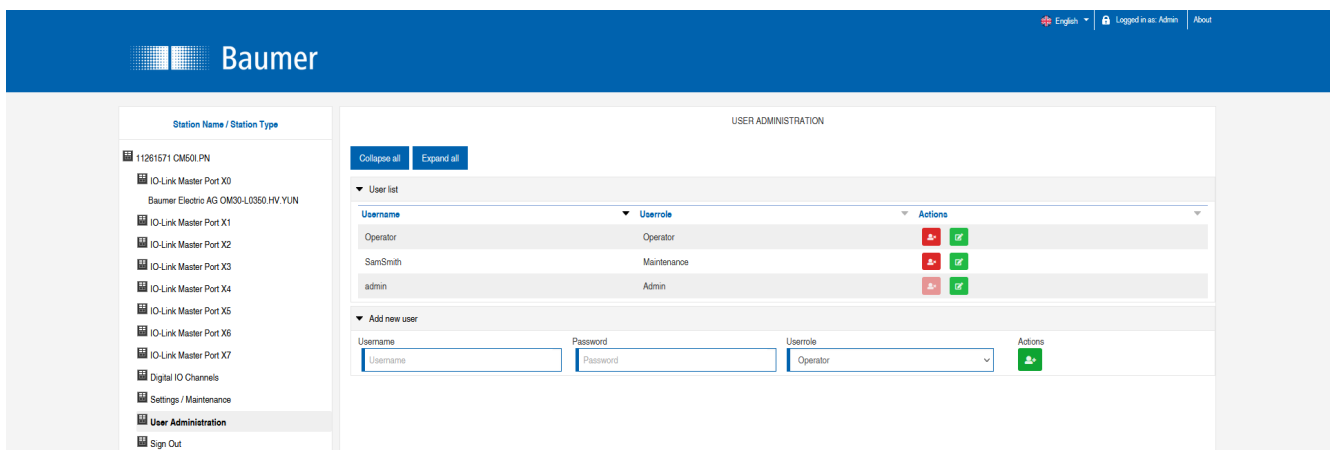 English
Logged in as: Admin
About
Baumer
Station Name / Station Type
11261571 CM50I.PN
IO-Link Master Port X0
Baumer Electric AG OM30-L0350.HV.YUN
IO-Link Master Port X1
IO-Link Master Port X2
IO-Link Master Port X3
IO-Link Master Port X4
IO-Link Master Port X5
IO-Link Master Port X6
IO-Link Master Port X7
Digital IO Channels
Settings / Maintenance
User Administration
Sign Out
USER ADMINISTRATION
Collapse all Expand all
User list
Username Userrole Actions
Operator Operator
SamSmith Maintenance
admin Admin
Add new user
Username Password Userrole Actions
Username Password Operator